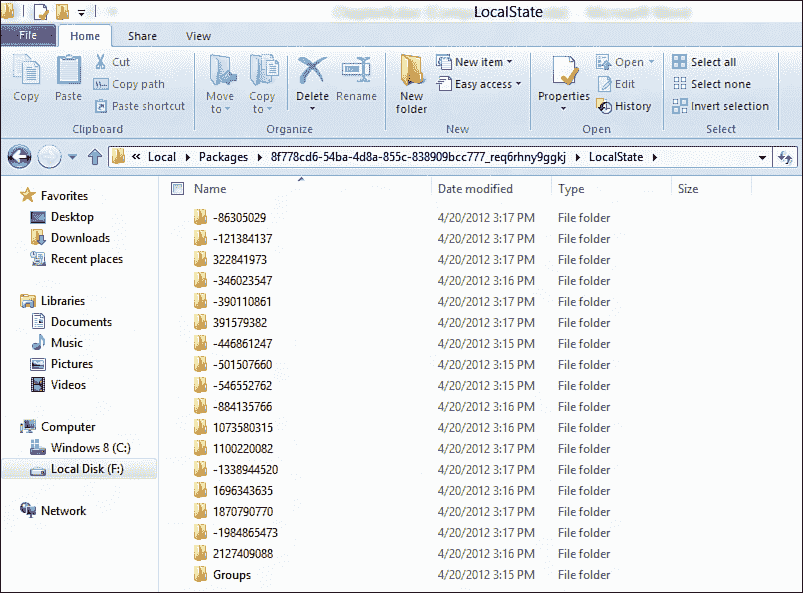 LocalState
File Home Share View
Copy Paste Cut Copy path Paste shortcut Move to Copy to Delete Rename New folder New item Easy access Properties Open Edit History Select all Select none Invert selection
Clipboard Organize New Open Select
« Local Packages 8f778cd6-54ba-4d8a-855c-838909bcc777_req6rhny9ggkj LocalState
Name Date modified Type Size
Favorites
Desktop
Downloads
Recent places
Libraries
Documents
Music
Pictures
Videos
Computer
Windows 8 (C:)
Local Disk (F:)
Network
-86305029 4/20/2012 3:17 PM File folder
-121384137 4/20/2012 3:17 PM File folder
322841973 4/20/2012 3:17 PM File folder
-346023547 4/20/2012 3:16 PM File folder
-390110861 4/20/2012 3:17 PM File folder
391579382 4/20/2012 3:17 PM File folder
-446861247 4/20/2012 3:15 PM File folder
-501507660 4/20/2012 3:15 PM File folder
-546552762 4/20/2012 3:15 PM File folder
-884135766 4/20/2012 3:16 PM File folder
1073580315 4/20/2012 3:16 PM File folder
1100220082 4/20/2012 3:17 PM File folder
-1338944520 4/20/2012 3:17 PM File folder
1696343635 4/20/2012 3:16 PM File folder
1870790770 4/20/2012 3:17 PM File folder
-1984865473 4/20/2012 3:17 PM File folder
2127409088 4/20/2012 3:16 PM File folder
Groups 4/20/2012 3:15 PM File folder